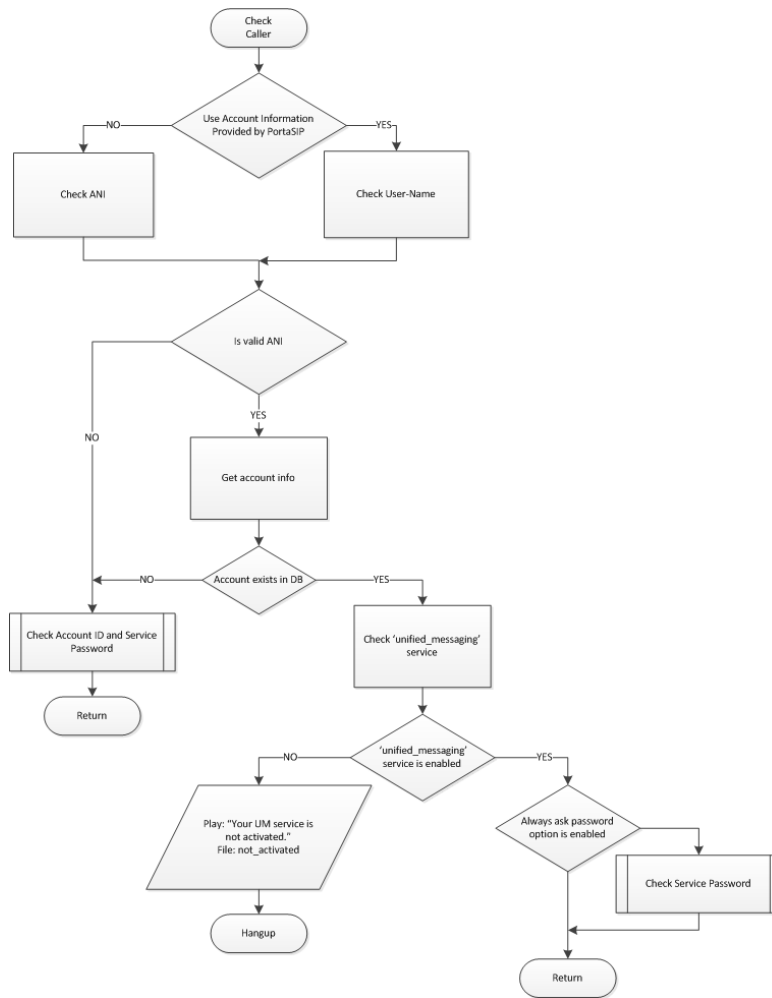 Check
Caller
Use Account Information
Provided by PortaSIP
NO
YES
Check ANI
Check User-Name
Is valid ANI
YES
NO
Get account info
Account exists in DB
NO
YES
Check Account ID and Service
Password
Check ‘unified_messaging’
service
Return
‘unified_messaging’
service is enabled
NO
YES
Play: “Your UM service is
not activated.”
File: not_activated
Always ask password
option is enabled
Check Service Password
Hangup
Return